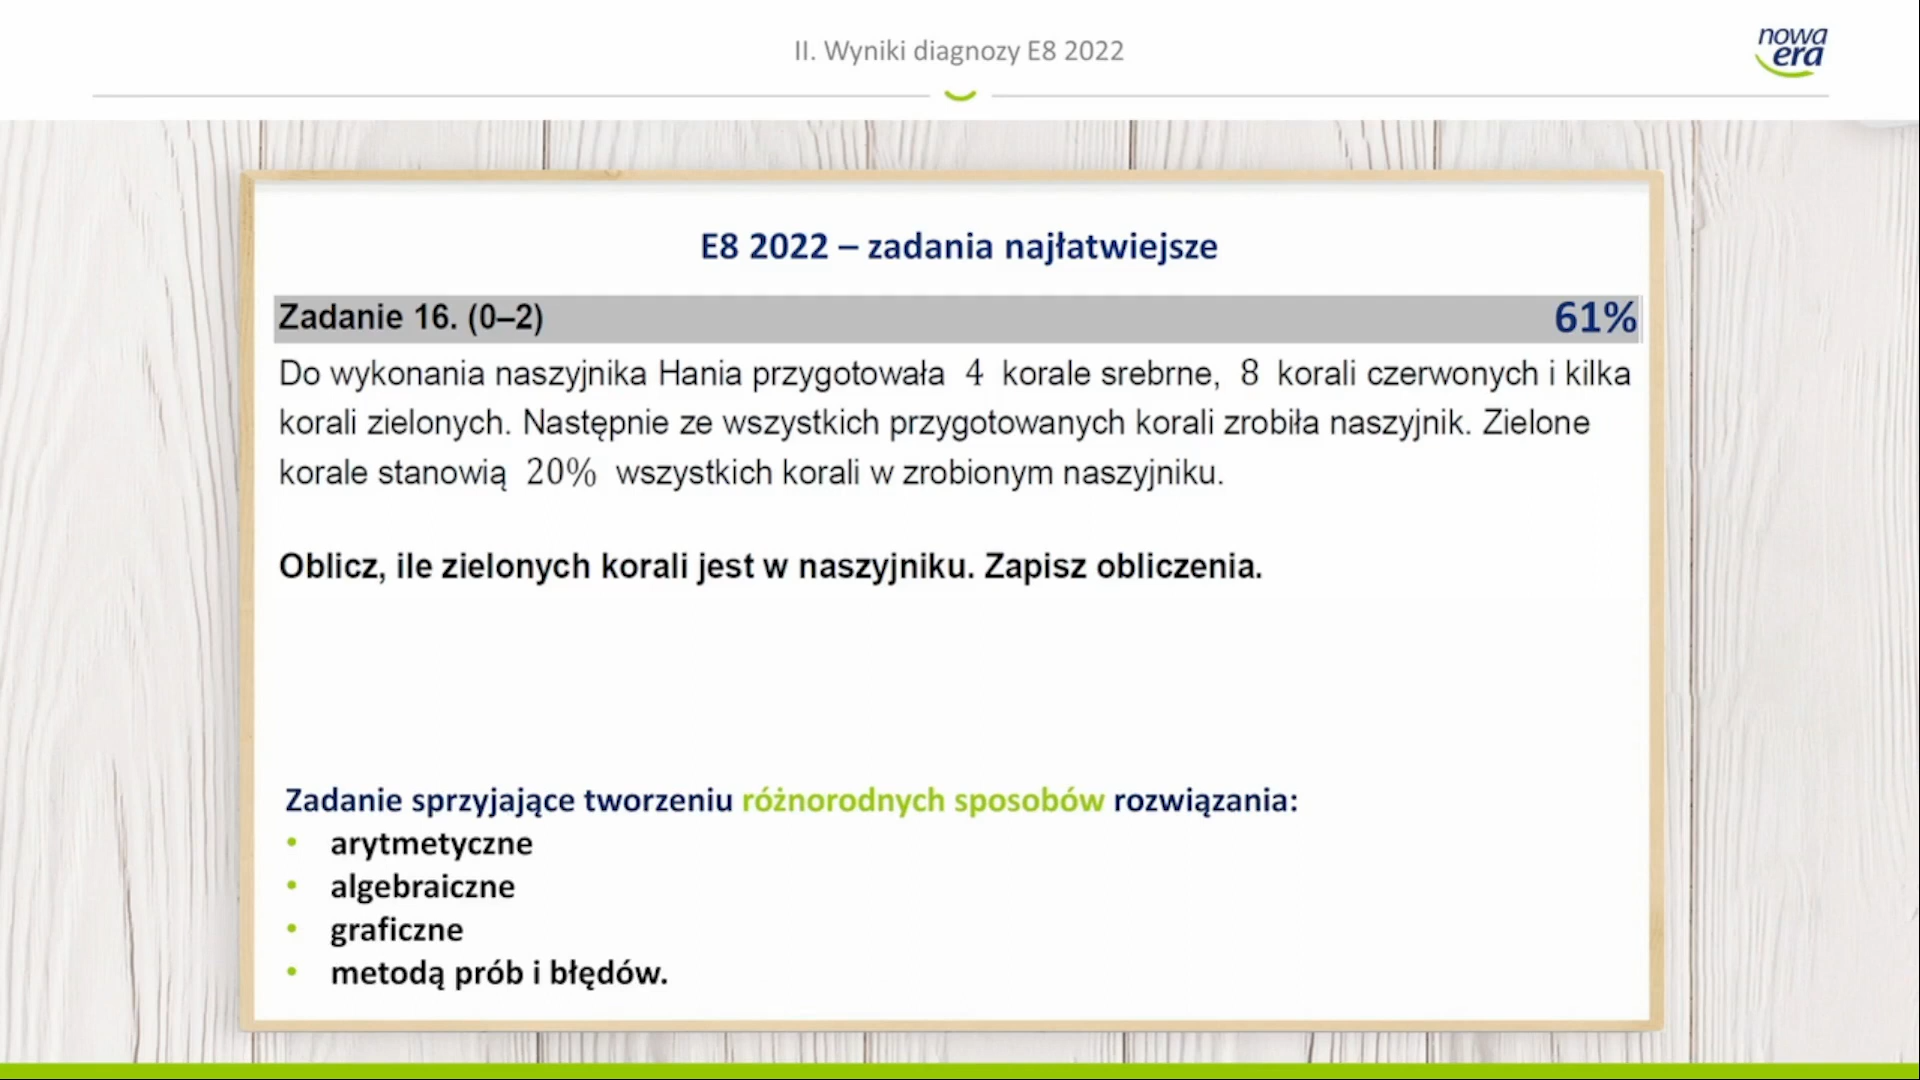 II. Wyniki diagnozy E8 2022
nowa
era
E8 2022 – zadania najłatwiejsze
Zadanie 16. (0–2) 61%
Do wykonania naszyjnika Hania przygotowała 4 korale srebrne, 8 korali czerwonych i kilka
korali zielonych. Następnie ze wszystkich przygotowanych korali zrobiła naszyjnik. Zielone
korale stanowią 20% wszystkich korali w zrobionym naszyjniku.
Oblicz, ile zielonych korali jest w naszyjniku. Zapisz obliczenia.
Zadanie sprzyjające tworzeniu różnorodnych sposobów rozwiązania:
• arytmetyczne
• algebraiczne
• graficzne
• metodą prób i błędów.